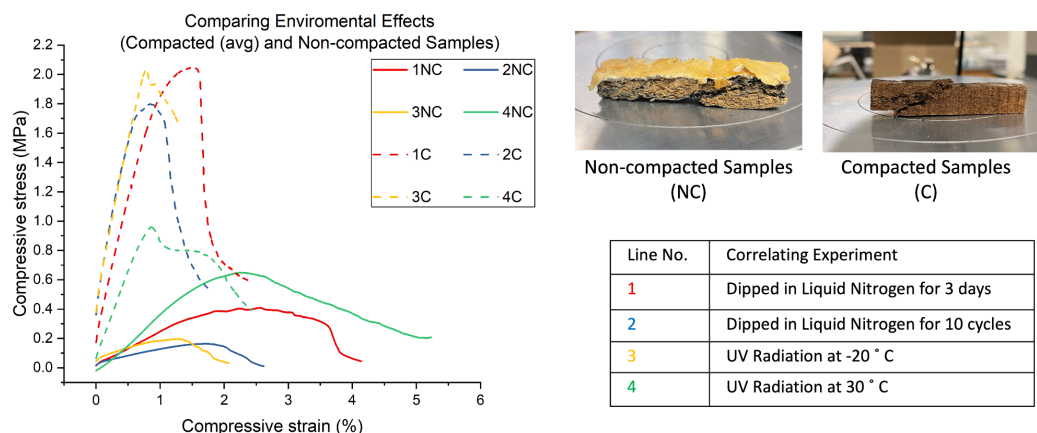 Comparing Enviromental Effects
(Compacted (avg) and Non-compacted Samples)
Compressive stress (MPa)
2.2
2.0
1.8
1.6
1.4
1.2
1.0
0.8
0.6
0.4
0.2
0.0
0 1 2 3 4 5 6
Compressive strain (%)
1NC 2NC
3NC 4NC
1C 2C
3C 4C
Non-compacted Samples
(NC)
Compacted Samples
(C)
Line No. Correlating Experiment
1 Dipped in Liquid Nitrogen for 3 days
2 Dipped in Liquid Nitrogen for 10 cycles
3 UV Radiation at -20 ˚ C
4 UV Radiation at 30 ˚ C